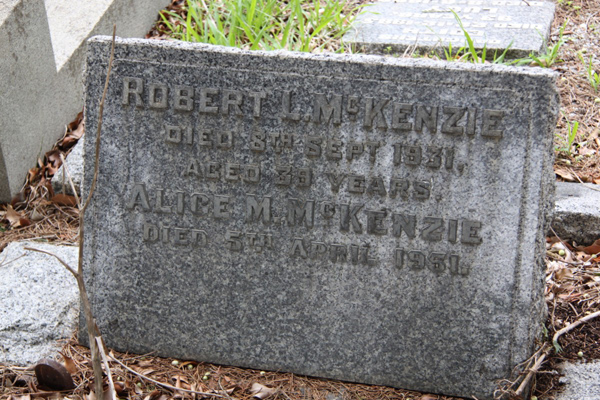 ROBERT L. MCKENZIE
DIED 8TH SEPT 1931,
AGED 39 YEARS
ALICE M. MCKENZIE
DIED 5TH APRIL 1951.